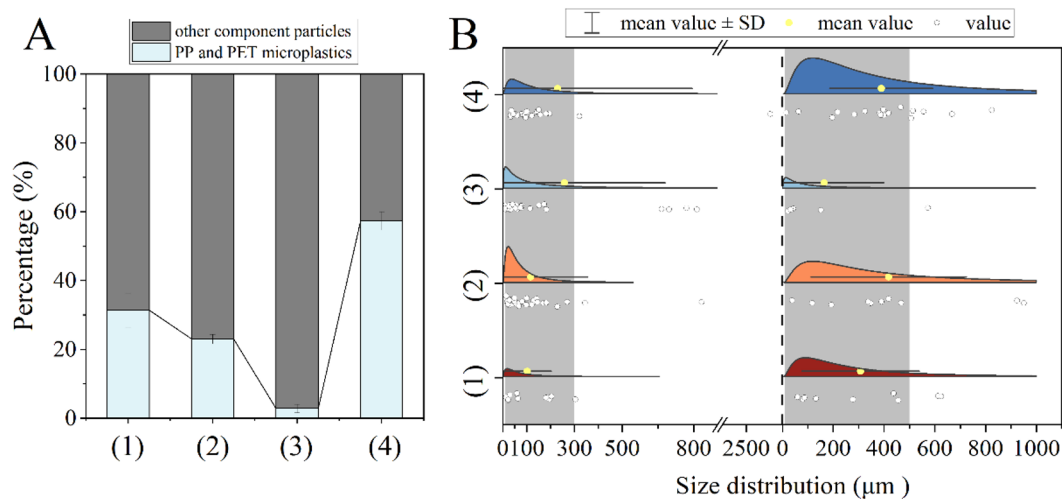 A
other component particles
PP and PET microplastics
Percentage (%)
100
80
60
40
20
0
(1)
(2)
(3)
(4)
B
mean value ± SD
mean value
value
(4)
(3)
(2)
(1)
0 10 300 500 800 2500 0 200 400 600 800 1000
Size distribution (μm )